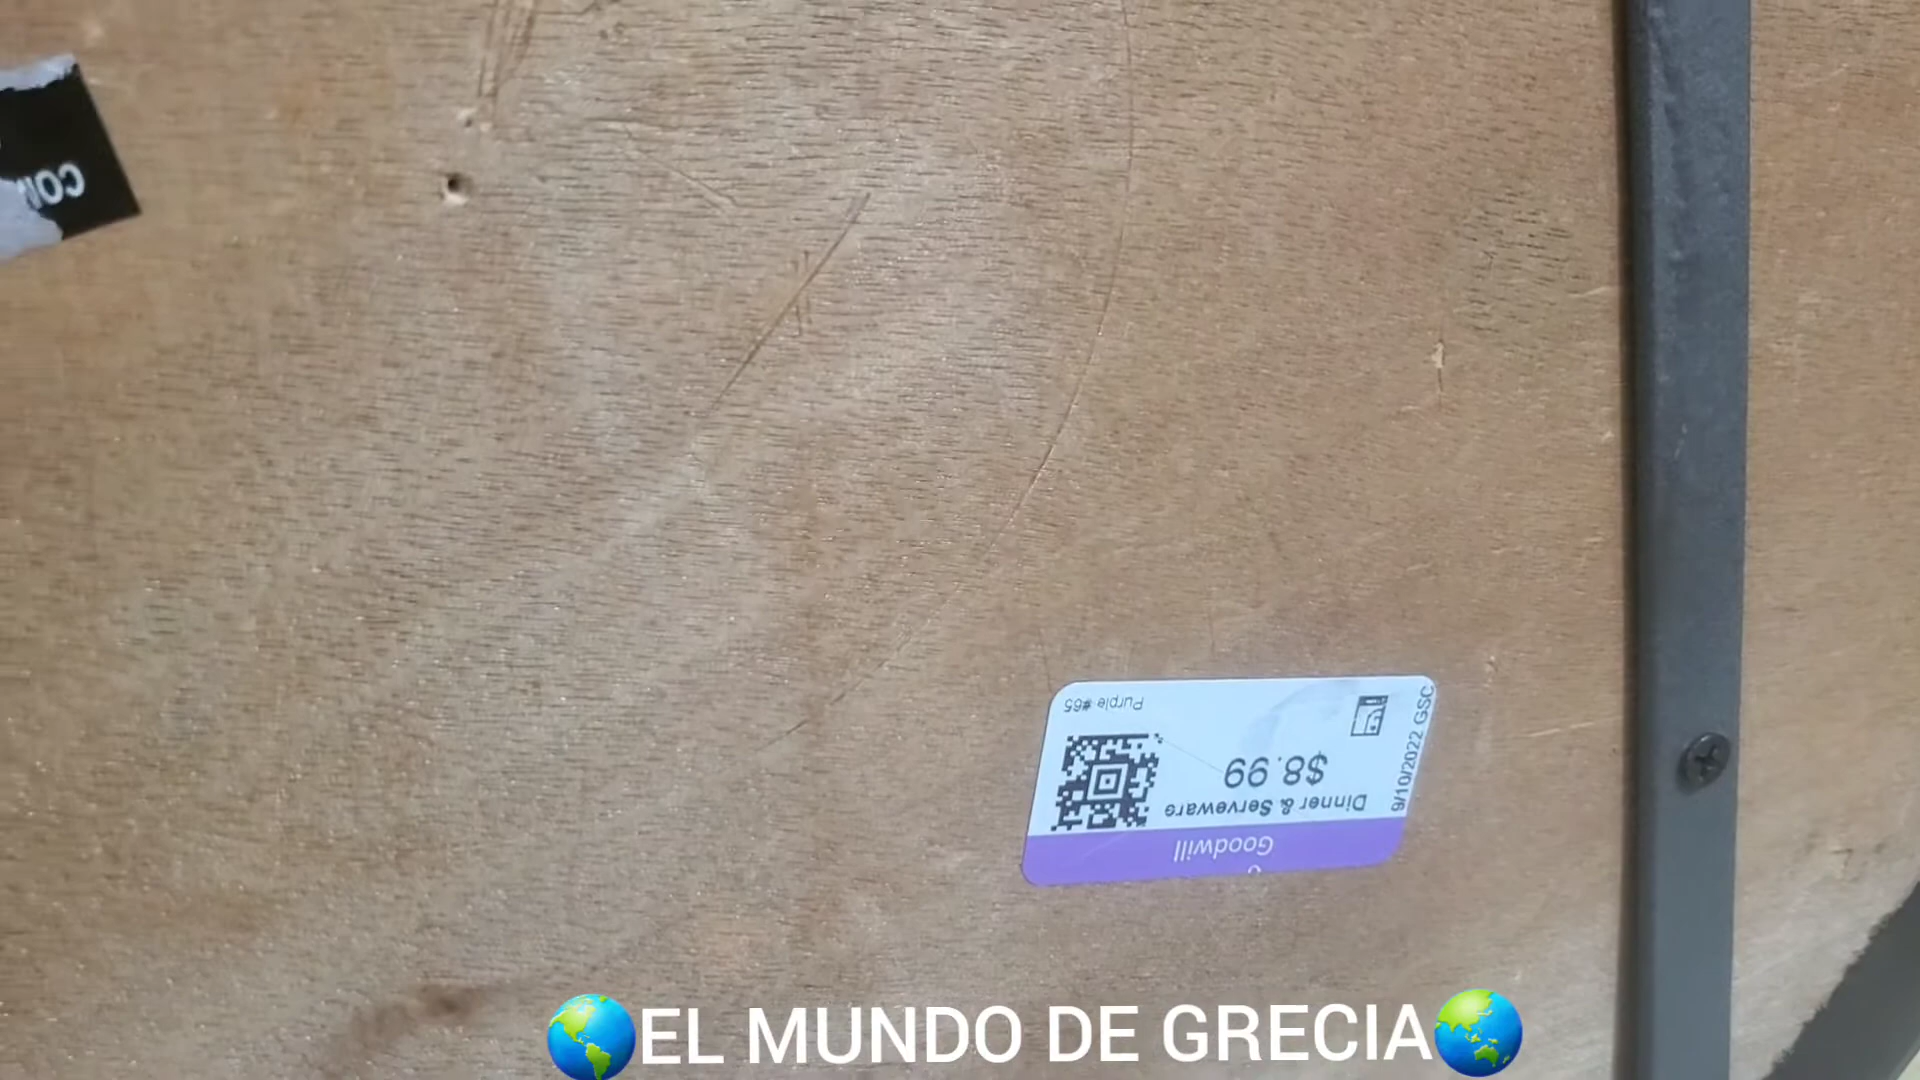 Goodwill
Dinner & Serveware
$8.99
Purple #65
9/10/2022 GSC
EL MUNDO DE GRECIA